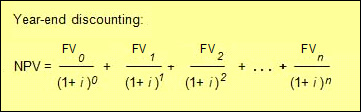 Year-end discounting:
NPV = FV₀ / (1+ i)⁰ + FV₁ / (1+ i)¹ + FV₂ / (1+ i)² + . . . + FVₙ / (1+ i)ⁿ